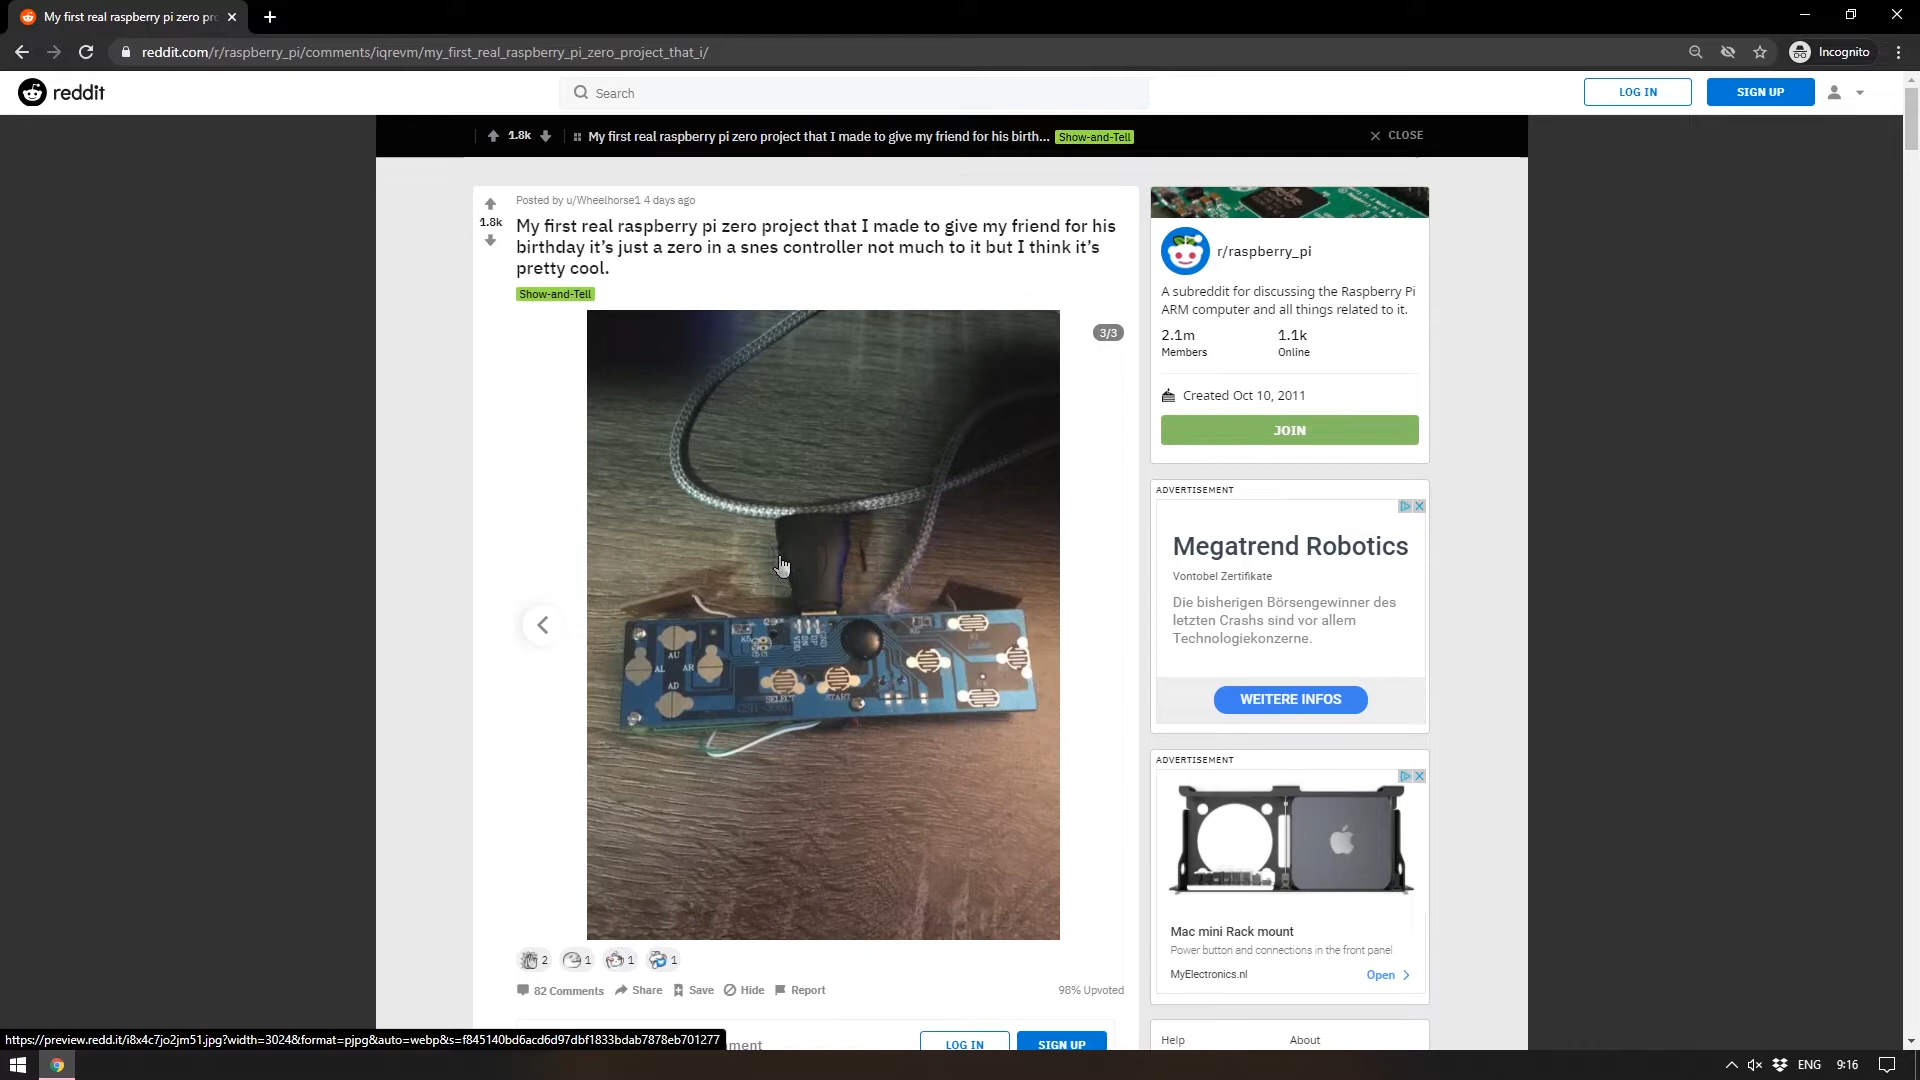 My first real raspberry pi zero pro
Incognito
reddit.com/r/raspberry_pi/comments/iqrevm/my_first_real_raspberry_pi_zero_project_that_i/
reddit
Search
LOG IN
SIGN UP
1.8k
My first real raspberry pi zero project that I made to give my friend for his birth...
Show-and-Tell
CLOSE
Posted by u/Wheelhorse1 4 days ago
1.8k
My first real raspberry pi zero project that I made to give my friend for his
birthday it’s just a zero in a snes controller not much to it but I think it’s
pretty cool.
Show-and-Tell
3/3
AU
AL
AR
AD
SELECT
START
VDD
GND
2
1
1
1
82 Comments
Share
Save
Hide
Report
98% Upvoted
ment
LOG IN
SIGN UP
r/raspberry_pi
A subreddit for discussing the Raspberry Pi
ARM computer and all things related to it.
2.1m
1.1k
Members
Online
Created Oct 10, 2011
JOIN
ADVERTISEMENT
Megatrend Robotics
Vontobel Zertifikate
Die bisherigen Börsengewinner des
letzten Crashs sind vor allem
Technologiekonzerne.
WEITERE INFOS
ADVERTISEMENT
Mac mini Rack mount
Power button and connections in the front panel
MyElectronics.nl
Open
Help
About
https://preview.redd.it/i8x4c7jo2jm51.jpg?width=3024&format=pjpg&auto=webp&s=f845140bd6acd6d97dbf1833bdab7878eb701277
ENG
9:16